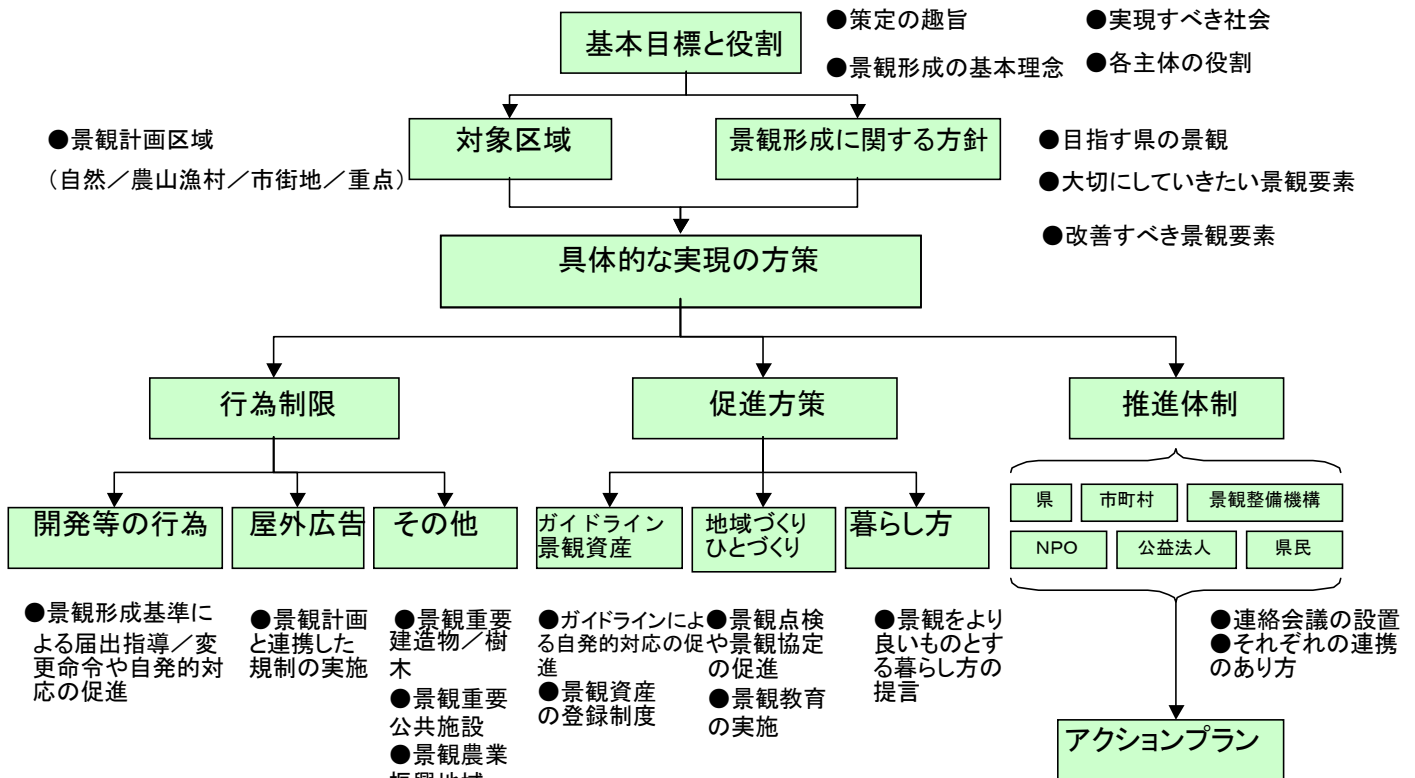 基本目標と役割
●策定の趣旨
●実現すべき社会
●景観形成の基本理念
●各主体の役割
●景観計画区域
（自然／農山漁村／市街地／重点）
対象区域
景観形成に関する方針
●目指す県の景観
●大切にしていきたい景観要素
●改善すべき景観要素
具体的な実現の方策
行為制限
促進方策
推進体制
開発等の行為
屋外広告
その他
ガイドライン
景観資産
地域づくり
ひとづくり
暮らし方
県
市町村
景観整備機構
NPO
公益法人
県民
●景観形成基準に
よる届出指導／変
更命令や自発的対
応の促進
●景観計画
と連携した
規制の実施
●景観重要
建造物／樹
木
●景観重要
公共施設
●景観農業
振興地域
●ガイドラインによ
る自発的対応の促
進
●景観資産
の登録制度
●景観点検
や景観協定
の促進
●景観教育
の実施
●景観をより
良いものとす
る暮らし方の
提言
●連絡会議の設置
●それぞれの連携
のあり方
アクションプラン